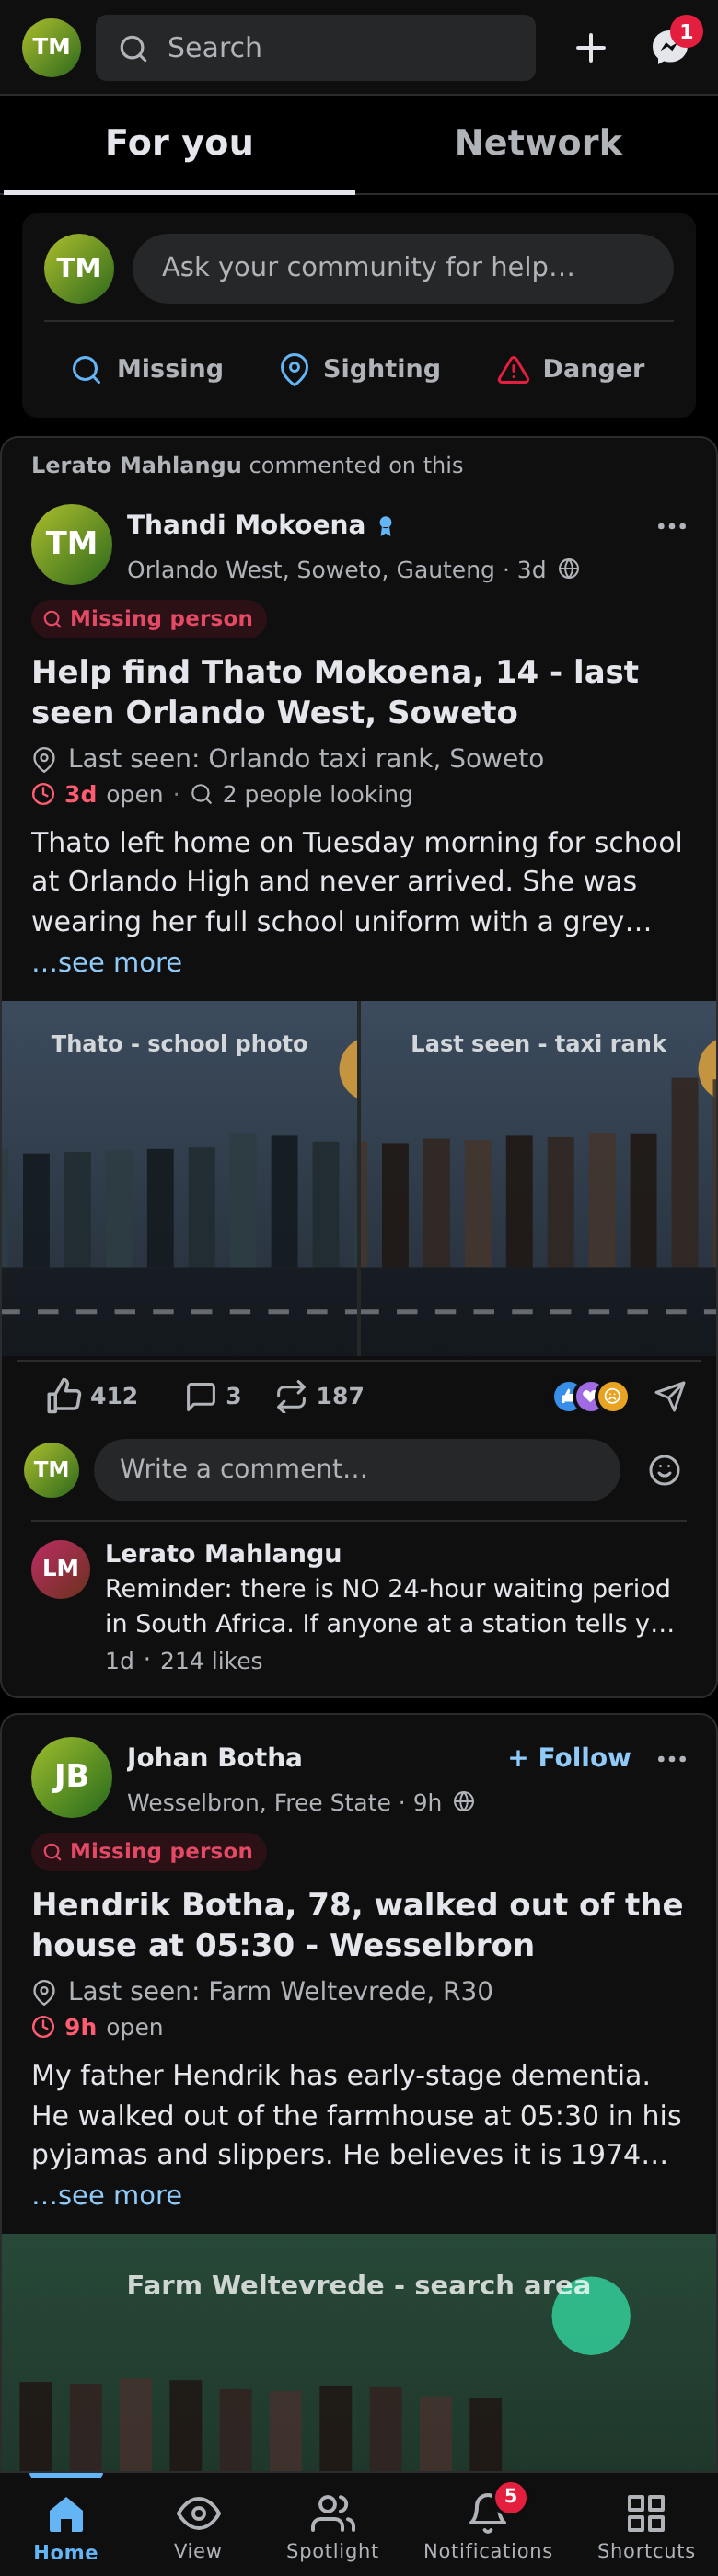 TM
Search
1
For you
Network
TM
Ask your community for help...
Missing
Sighting
Danger
Lerato Mahlangu commented on this
TM
Thandi Mokoena
Orlando West, Soweto, Gauteng · 3d
Missing person
Help find Thato Mokoena, 14 - last
seen Orlando West, Soweto
Last seen: Orlando taxi rank, Soweto
3d open · 2 people looking
Thato left home on Tuesday morning for school
at Orlando High and never arrived. She was
wearing her full school uniform with a grey...
...see more
Thato - school photo
Last seen - taxi rank
412
3
187
TM
Write a comment...
LM
Lerato Mahlangu
Reminder: there is NO 24-hour waiting period
in South Africa. If anyone at a station tells y...
1d · 214 likes
JB
Johan Botha
+ Follow
Wesselbron, Free State · 9h
Missing person
Hendrik Botha, 78, walked out of the
house at 05:30 - Wesselbron
Last seen: Farm Weltevrede, R30
9h open
My father Hendrik has early-stage dementia.
He walked out of the farmhouse at 05:30 in his
pyjamas and slippers. He believes it is 1974...
...see more
Farm Weltevrede - search area
Home
View
Spotlight
5
Notifications
Shortcuts